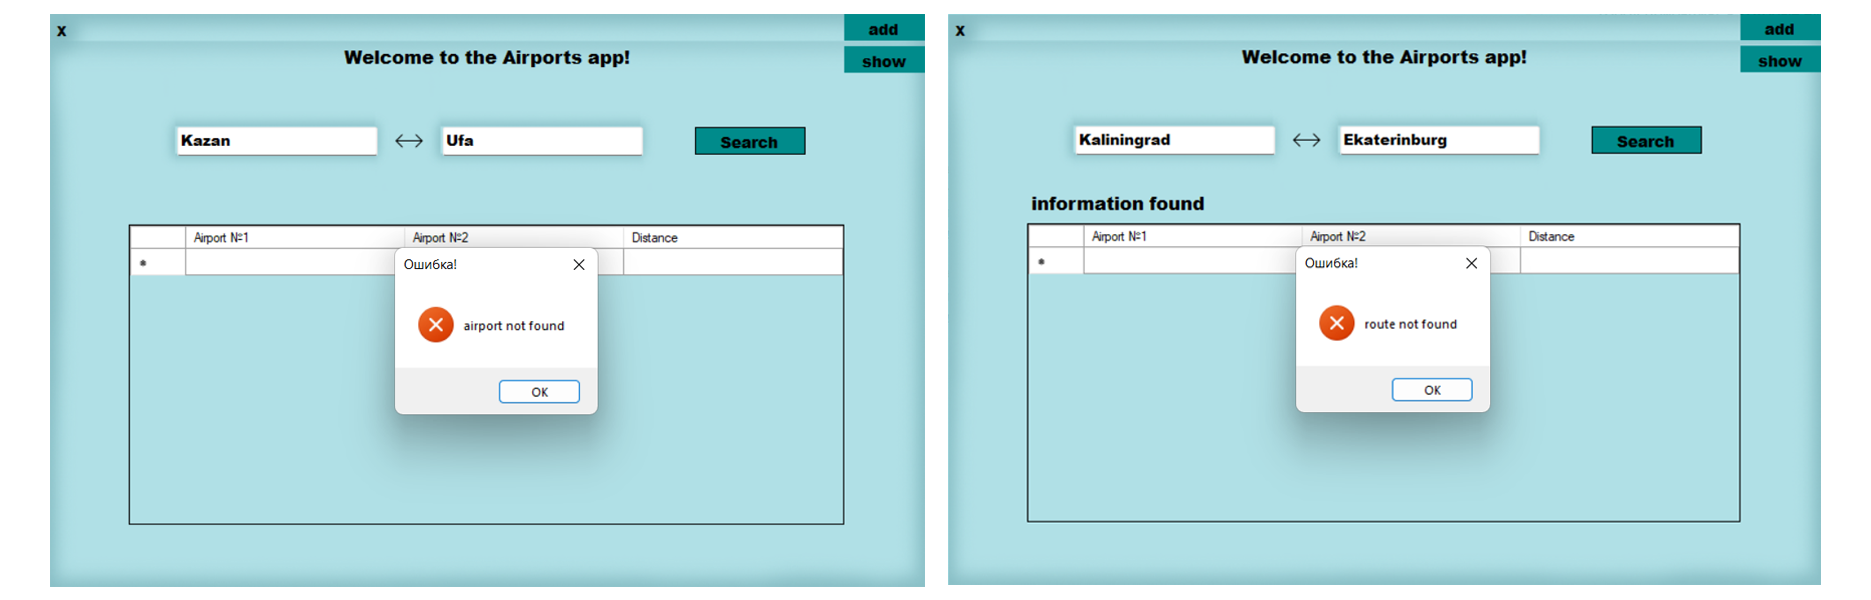 x
add
Welcome to the Airports app!
show
Kazan
Ufa
Search
Airport №1
Airport №2
Distance
Ошибка!
airport not found
OK
x
add
Welcome to the Airports app!
show
Kaliningrad
Ekaterinburg
Search
information found
Airport №1
Airport №2
Distance
Ошибка!
route not found
OK